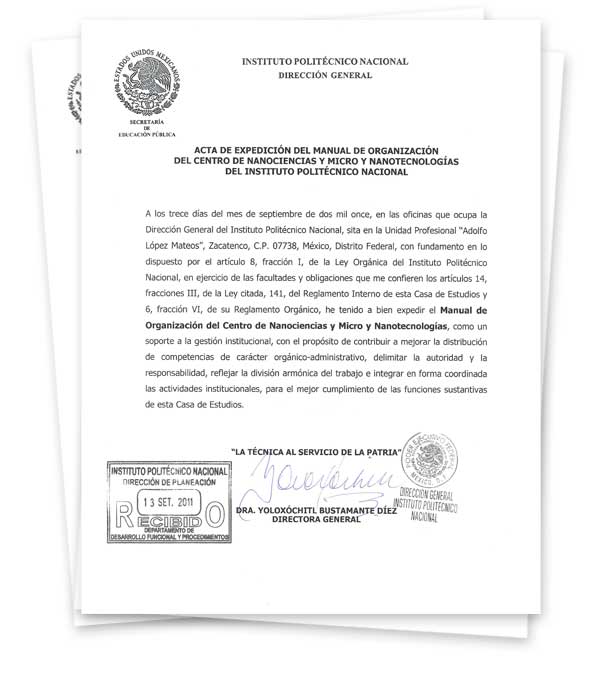 INSTITUTO POLITÉCNICO NACIONAL
DIRECCIÓN GENERAL
ESTADOS UNIDOS MEXICANOS
SECRETARÍA
DE
EDUCACIÓN PÚBLICA
ACTA DE EXPEDICIÓN DEL MANUAL DE ORGANIZACIÓN
DEL CENTRO DE NANOCIENCIAS Y MICRO Y NANOTECNOLOGÍAS
DEL INSTITUTO POLITÉCNICO NACIONAL
A los trece días del mes de septiembre de dos mil once, en las oficinas que ocupa la
Dirección General del Instituto Politécnico Nacional, sita en la Unidad Profesional “Adolfo
López Mateos”, Zacatenco, C.P. 07738, México, Distrito Federal, con fundamento en lo
dispuesto por el artículo 8, fracción I, de la Ley Orgánica del Instituto Politécnico
Nacional, en ejercicio de las facultades y obligaciones que me confieren los artículos 14,
fracciones III, de la Ley citada, 141, del Reglamento Interno de esta Casa de Estudios y
6, fracción VI, de su Reglamento Orgánico, he tenido a bien expedir el Manual de
Organización del Centro de Nanociencias y Micro y Nanotecnologías, como un
soporte a la gestión institucional, con el propósito de contribuir a mejorar la distribución
de competencias de carácter orgánico-administrativo, delimitar la autoridad y la
responsabilidad, reflejar la división armónica del trabajo e integrar en forma coordinada
las actividades institucionales, para el mejor cumplimiento de las funciones sustantivas
de esta Casa de Estudios.
“LA TÉCNICA AL SERVICIO DE LA PATRIA”
DRA. YOLOXÓCHITL BUSTAMANTE DÍEZ
DIRECTORA GENERAL
INSTITUTO POLITÉCNICO NACIONAL
DIRECCIÓN DE PLANEACIÓN
13 SET. 2011
RECIBIDO
DEPARTAMENTO DE
DESARROLLO FUNCIONAL Y PROCEDIMIENTOS
PODER EJECUTIVO FEDERAL
MEXICO, D.F.
DIRECCIÓN GENERAL
INSTITUTO POLITÉCNICO
NACIONAL